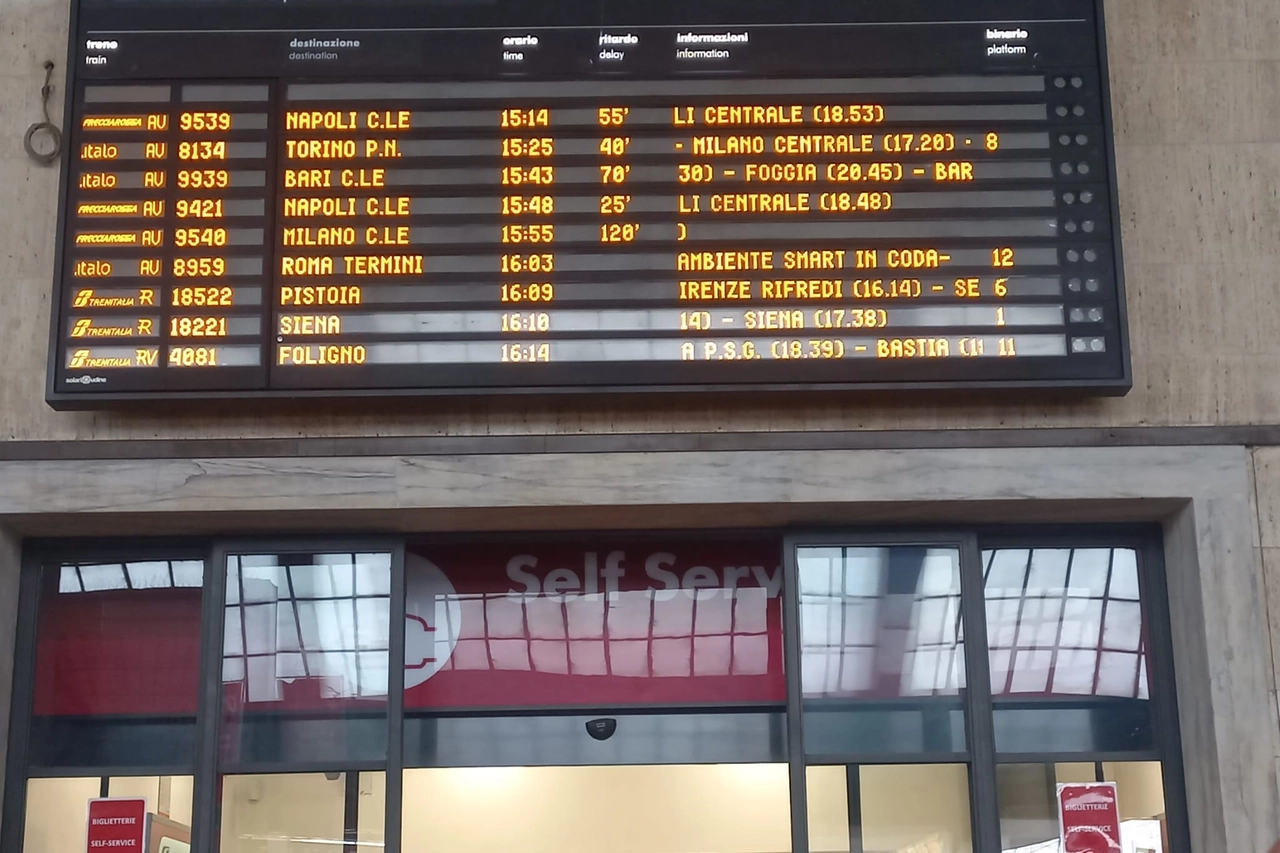 treno destinazione orario ritardo informazioni binario
train destination time delay information platform
FRECCIAROSSA AV 9539 NAPOLI C.LE 15:14 55' LI CENTRALE (18.53)
.italo AV 8134 TORINO P.N. 15:25 40' - MILANO CENTRALE (17.20) - 8
.italo AV 9939 BARI C.LE 15:43 70' 30) - FOGGIA (20.45) - BAR
FRECCIAROSSA AV 9421 NAPOLI C.LE 15:48 25' LI CENTRALE (18.48)
FRECCIAROSSA AV 9540 MILANO C.LE 15:55 120' )
.italo AV 8959 ROMA TERMINI 16:03 AMBIENTE SMART IN CODA- 12
TRENITALIA R 18522 PISTOIA 16:09 IRENZE RIFREDI (16.14) - SE 6
TRENITALIA R 18221 SIENA 16:10 14) - SIENA (17.38) 1
TRENITALIA RV 4081 FOLIGNO 16:14 A P.S.G. (18.39) - BASTIA (1: 11
solari udine
Self Serv
BIGLIETTERIE
SELF-SERVICE
BIGLIETTERIE
SELF-SERVICE